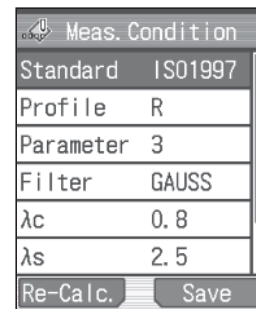 Meas. Condition
Standard ISO1997
Profile R
Parameter 3
Filter GAUSS
λc 0.8
λs 2.5
Re-Calc. Save